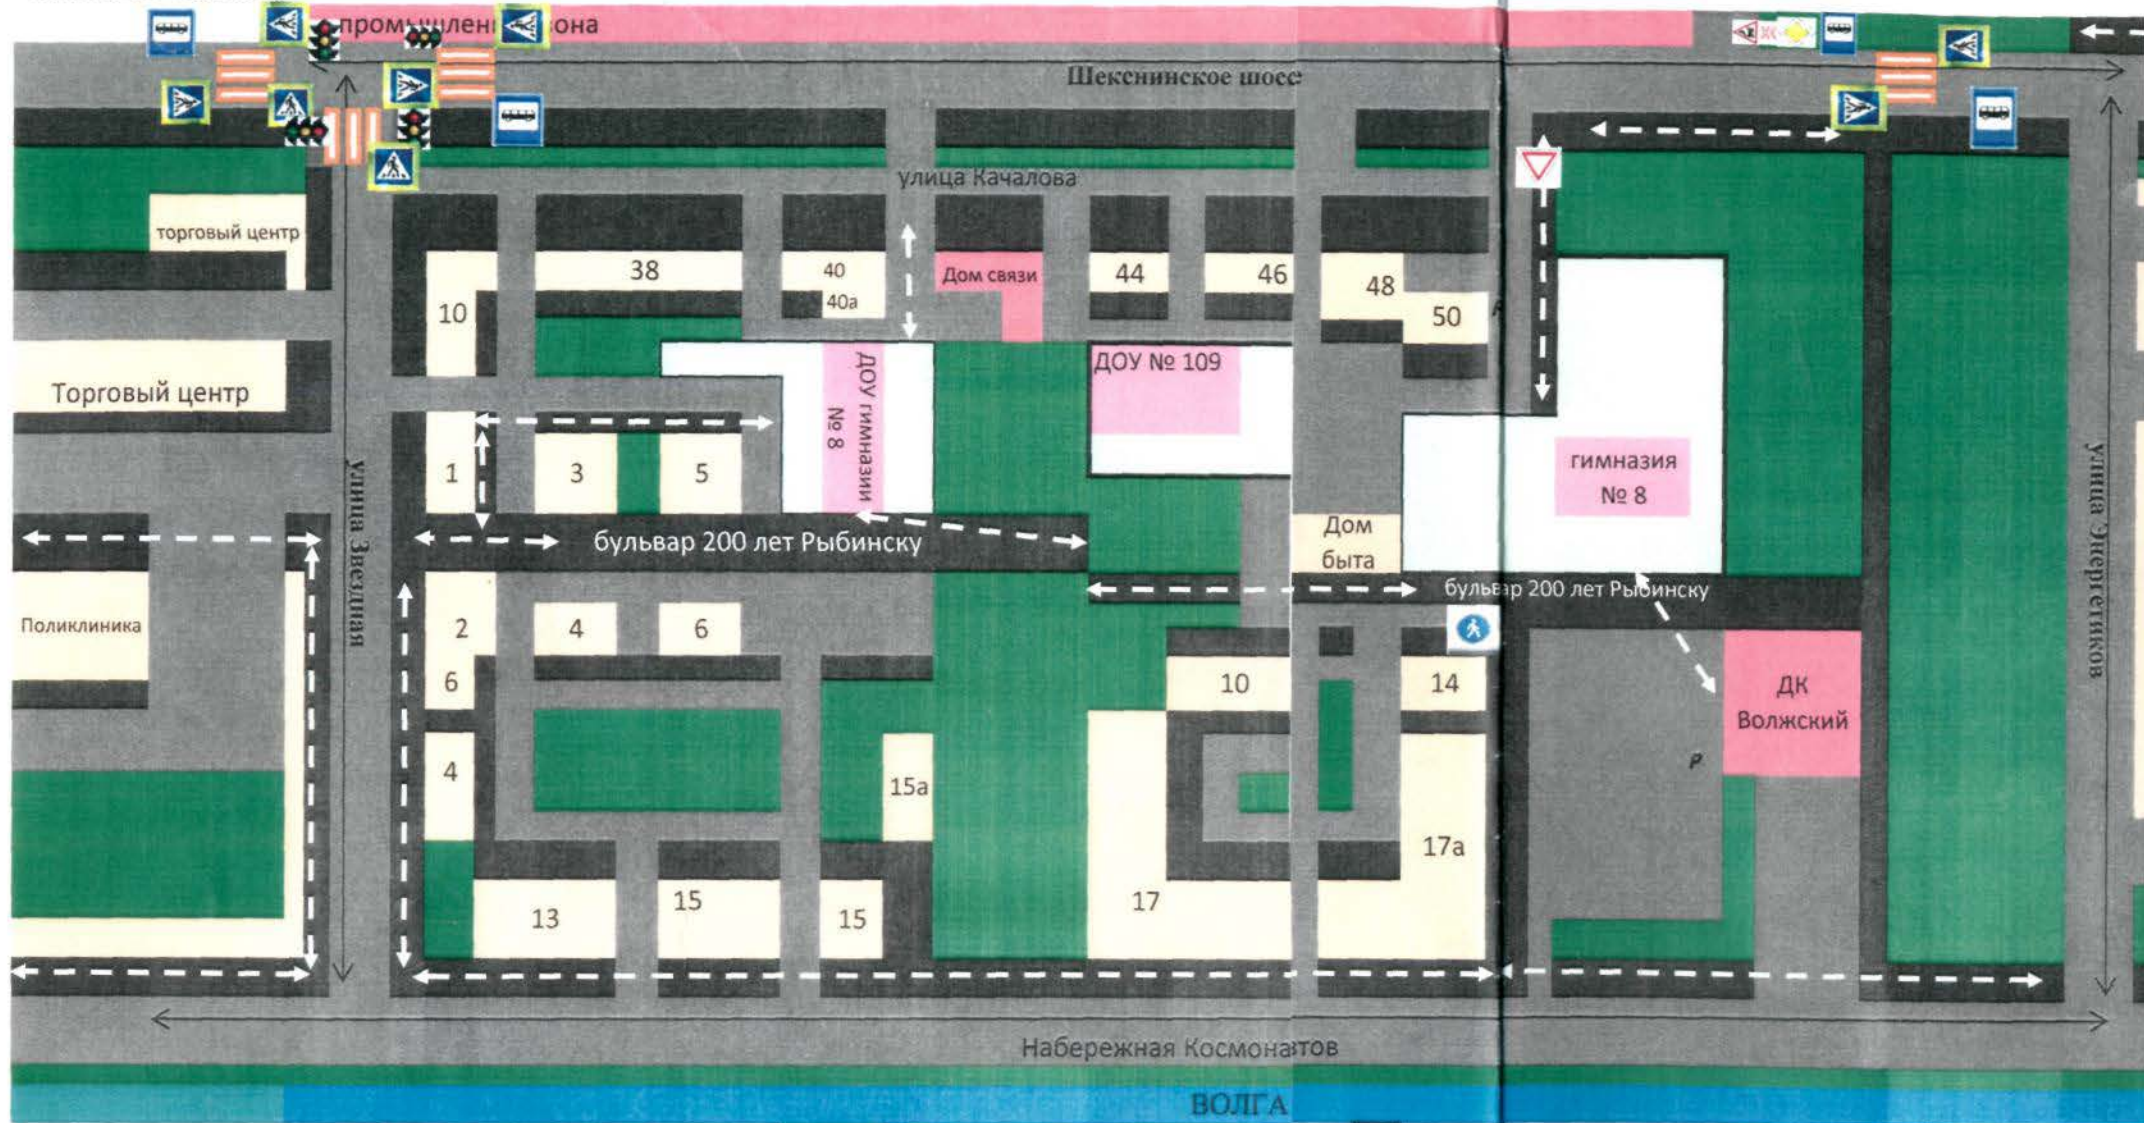 промышленная зона
Шекснинское шоссе
улица Качалова
торговый центр
38
40
40а
Дом связи
44
46
48
50
10
Торговый центр
ДОУ гимназии
№ 8
ДОУ № 109
1
3
5
гимназия
№ 8
улица Звездная
улица Энергетиков
бульвар 200 лет Рыбинску
Дом
быта
бульвар 200 лет Рыбинску
Поликлиника
2
4
6
6
10
14
ДК
Волжский
Р
4
15а
17а
13
15
15
17
Набережная Космонавтов
ВОЛГА